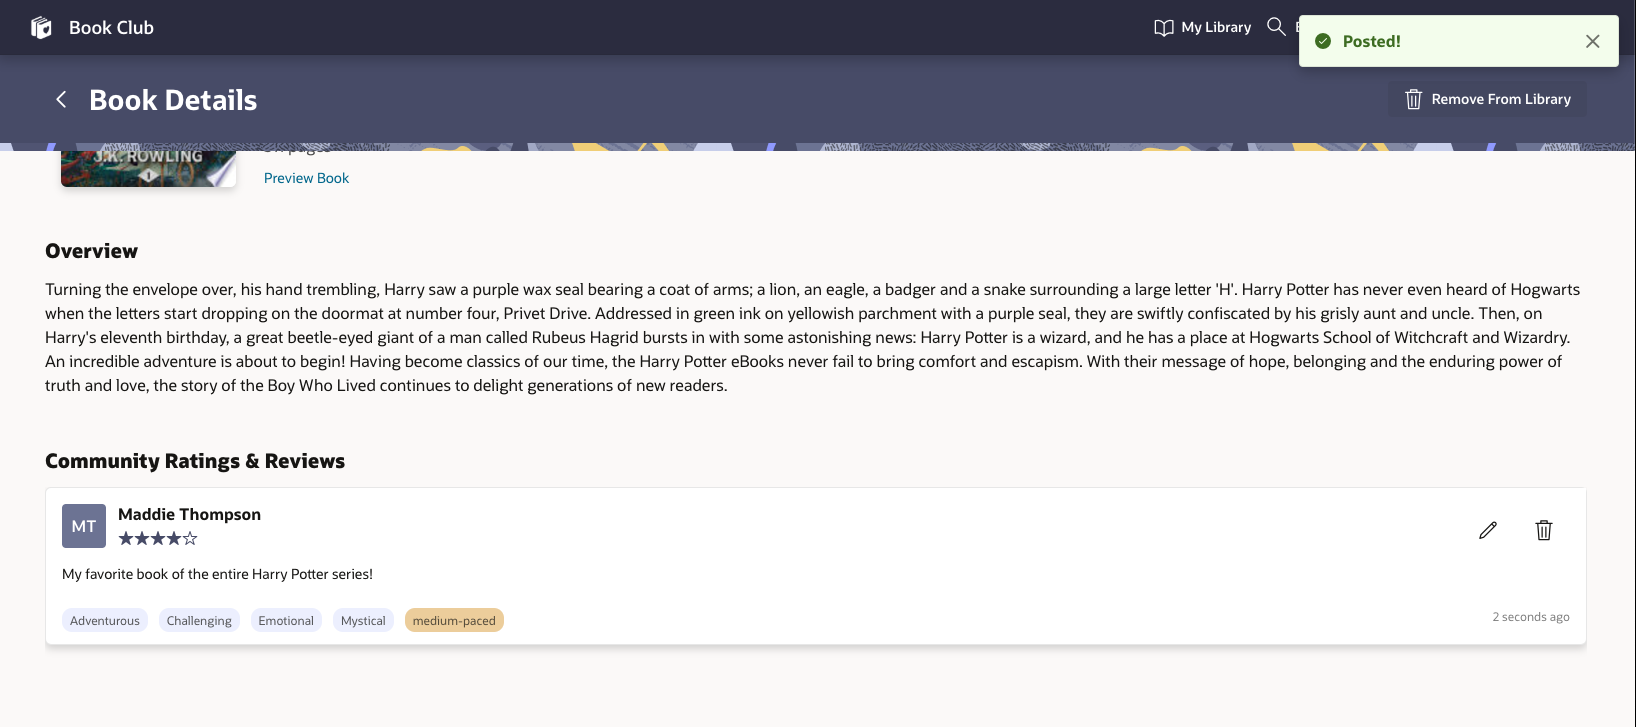 Book Club
My Library
Posted!
Book Details
Remove From Library
J.K. ROWLING
pages
Preview Book
Overview
Turning the envelope over, his hand trembling, Harry saw a purple wax seal bearing a coat of arms; a lion, an eagle, a badger and a snake surrounding a large letter 'H'. Harry Potter has never even heard of Hogwarts
when the letters start dropping on the doormat at number four, Privet Drive. Addressed in green ink on yellowish parchment with a purple seal, they are swiftly confiscated by his grisly aunt and uncle. Then, on
Harry's eleventh birthday, a great beetle-eyed giant of a man called Rubeus Hagrid bursts in with some astonishing news: Harry Potter is a wizard, and he has a place at Hogwarts School of Witchcraft and Wizardry.
An incredible adventure is about to begin! Having become classics of our time, the Harry Potter eBooks never fail to bring comfort and escapism. With their message of hope, belonging and the enduring power of
truth and love, the story of the Boy Who Lived continues to delight generations of new readers.
Community Ratings & Reviews
MT
Maddie Thompson
My favorite book of the entire Harry Potter series!
Adventurous
Challenging
Emotional
Mystical
medium-paced
2 seconds ago